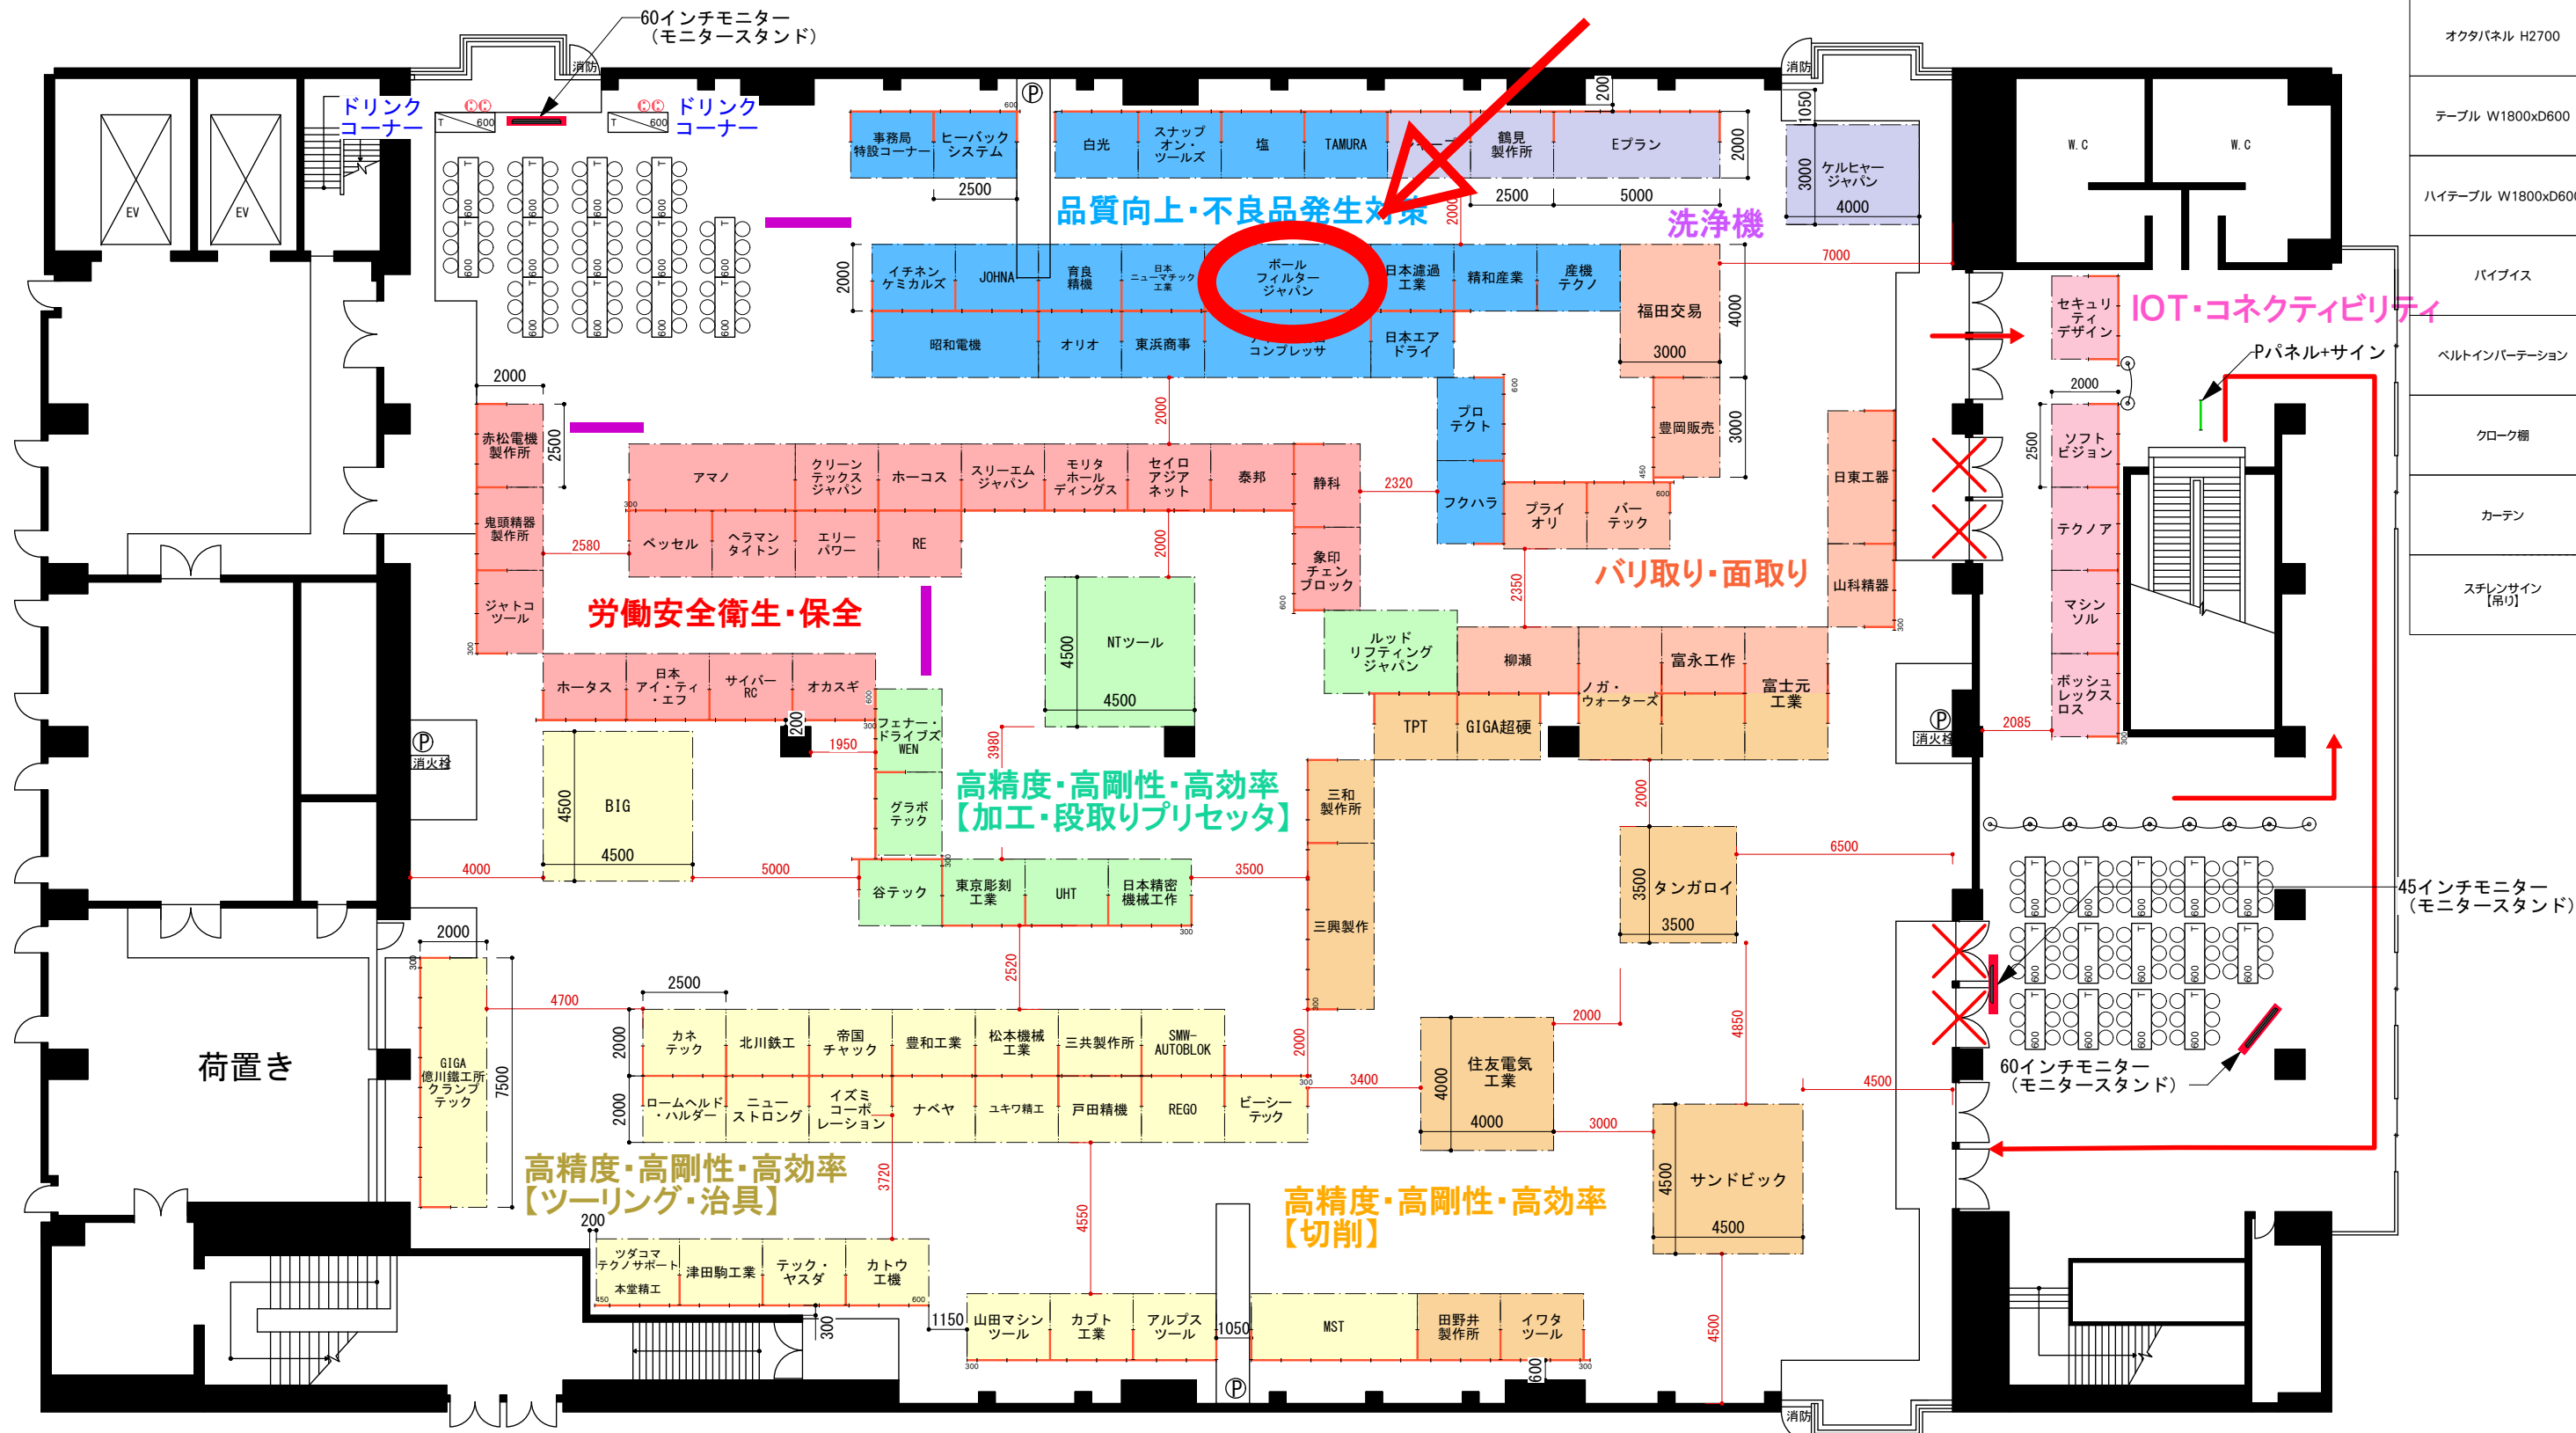 60インチモニター
(モニタースタンド)
消防
消防
オクタパネル H2700
テーブル W1800xD600
ハイテーブル W1800xD600
パイプイス
ベルトインパーテーション
クローク棚
カーテン
スチレンサイン
【吊り】
ドリンク
コーナー
ドリンク
コーナー
EV
EV
W.C
W.C
事務局
特設コーナー
ヒーバック
システム
白光
スナップ
オン・
ツールズ
塩
TAMURA
鶴見
製作所
Eプラン
ケルヒャー
ジャパン
2500
2500
5000
2000
200
1050
3000
4000
品質向上・不良品発生対策
洗浄機
7000
イチネン
ケミカルズ
JOHNAN
育良
精機
日本
ニューマチック
工業
ポール
フィルター
ジャパン
日本濾過
工業
精和産業
産機
テクノ
福田交易
3000
4000
昭和電機
オリオン
東浜商事
コンプレッサ
日本エア
ドライ
セキュリ
ティ
デザイン
IOT・コネクティビリティ
Pパネル+サイン
2000
2500
ソフト
ビジョン
テクノア
マシン
ソル
ボッシュ
レックス
ロス
2085
プロ
テクト
フクハラ
豊岡販売
3000
プライ
オリ
バー
テック
日東工器
山科精器
バリ取り・面取り
2350
2320
2000
2500
赤松電機
製作所
鬼頭精器
製作所
ジャトコ
ツール
2580
アマノ
クリーン
テックス
ジャパン
ホーコス
スリーエム
ジャパン
モリタ
ホール
ディングス
セイロ
アジア
ネット
泰邦
静科
象印
チェン
ブロック
ベッセル
ヘラマン
タイトン
エリー
パワー
RE
2000
2000
労働安全衛生・保全
NTツール
4500
4500
ルッド
リフティング
ジャパン
柳瀬
ノガ・
ウォーターズ
富永工作
富士元
工業
TPT
GIGA超硬
ホータス
日本
アイ・ティ
・エフ
サイバー
RC
オカスギ
200
1950
フェナー・
ドライブズ
WEN
グラボ
テック
3980
P
消火栓
P
消火栓
BIG
4500
4500
高精度・高剛性・高効率
【加工・段取りプリセッタ】
4000
5000
谷テック
東京彫刻
工業
UHT
日本精密
機械工作
3500
三和
製作所
三興製作
2000
タンガロイ
3500
3500
6500
45インチモニター
(モニタースタンド)
60インチモニター
(モニタースタンド)
荷置き
2000
GIGA
億川鐵工所
クランプ
テック
7500
4700
2500
2520
2000
2000
カネ
テック
北川鉄工
帝国
チャック
豊和工業
松本機械
工業
三共製作所
SMW-
AUTOBLOK
ロームヘルド
・ハルダー
ニュー
ストロング
イズミ
コーポ
レーション
ナベヤ
ユキワ精工
戸田精機
REGO
ビーシー
テック
2000
3400
住友電気
工業
4000
4000
2000
4850
3000
4500
サンドビック
4500
4500
4500
高精度・高剛性・高効率
【ツーリング・治具】
高精度・高剛性・高効率
【切削】
3720
4550
200
ツダコマ
テクノサポート
本堂精工
津田駒工業
テック・
ヤスダ
カトウ
工機
300
1150
山田マシン
ツール
カブト
工業
アルプス
ツール
1050
MST
田野井
製作所
イワタ
ツール
600
P
消防